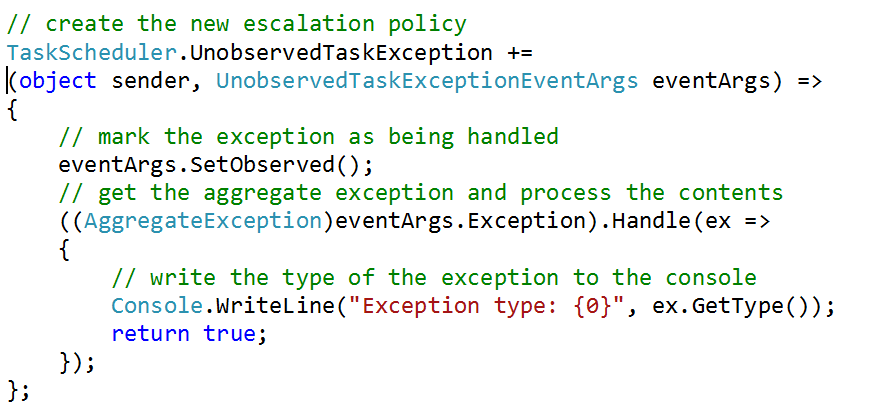 // create the new escalation policy
TaskScheduler.UnobservedTaskException +=
(object sender, UnobservedTaskExceptionEventArgs eventArgs) =>
{
    // mark the exception as being handled
    eventArgs.SetObserved();
    // get the aggregate exception and process the contents
    ((AggregateException)eventArgs.Exception).Handle(ex =>
    {
        // write the type of the exception to the console
        Console.WriteLine("Exception type: {0}", ex.GetType());
        return true;
    });
};